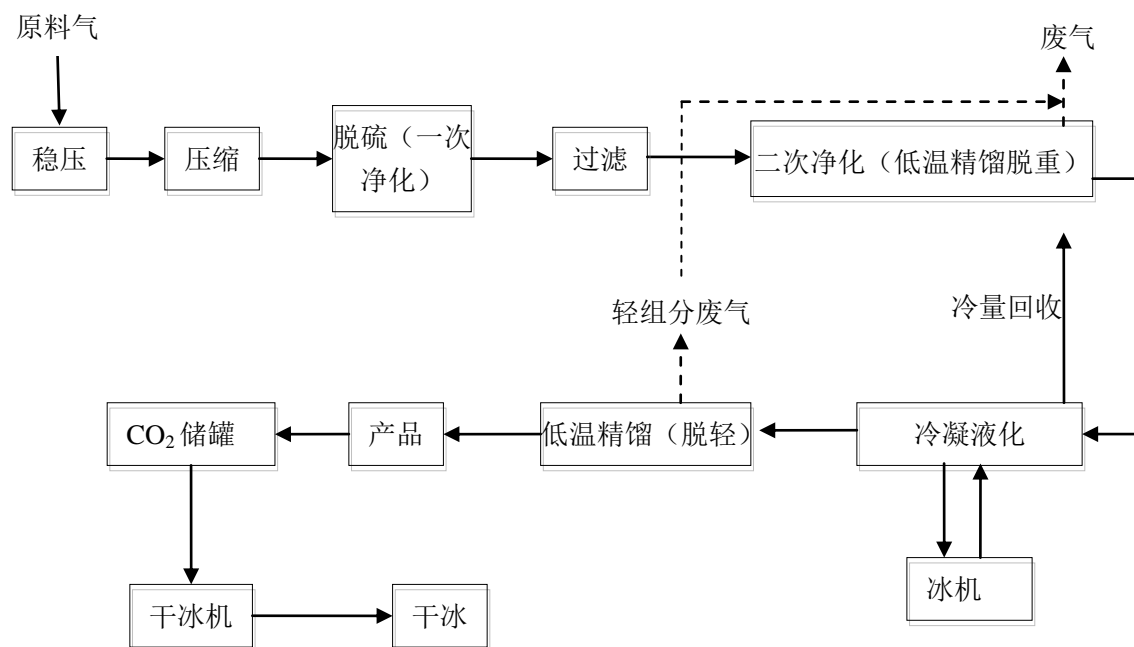 原料气
废气
稳压
压缩
脱硫（一次
净化）
过滤
二次净化（低温精馏脱重）
轻组分废气
冷量回收
CO₂储罐
产品
低温精馏（脱轻）
冷凝液化
冰机
干冰机
干冰